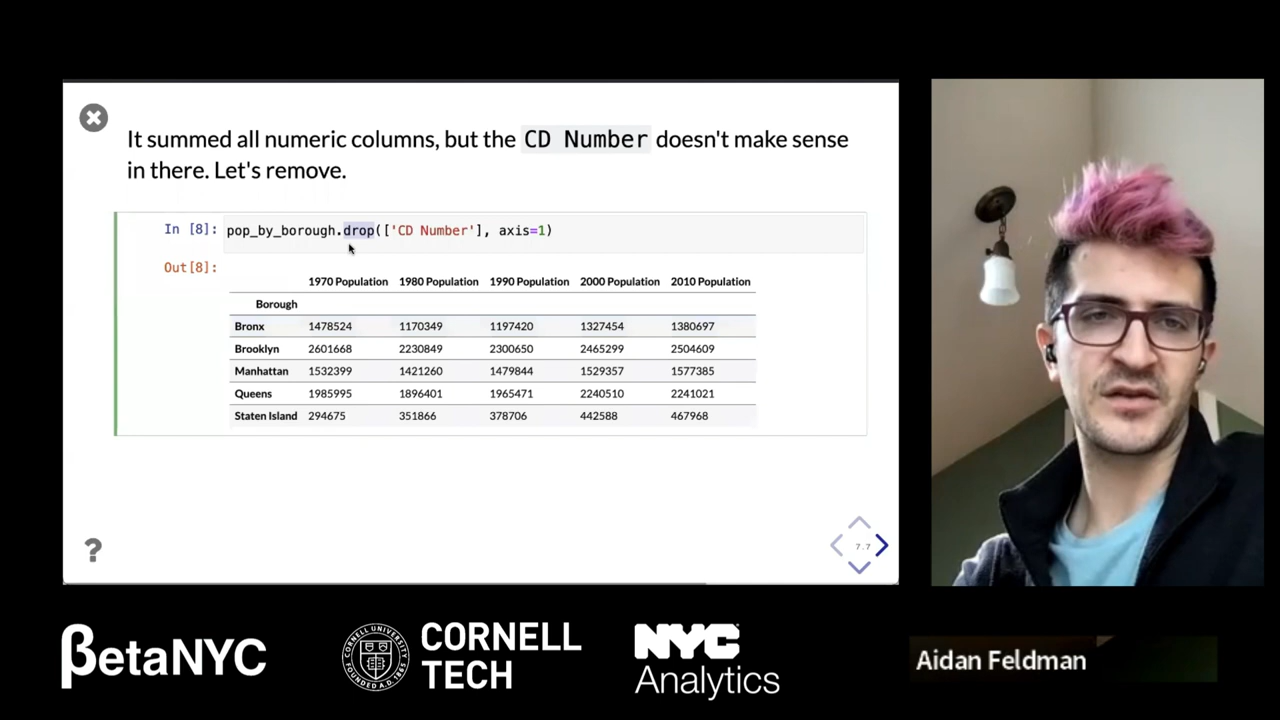 It summed all numeric columns, but the CD Number doesn't make sense
in there. Let's remove.
In [8]: pop_by_borough.drop(['CD Number'], axis=1)
Out[8]:
1970 Population 1980 Population 1990 Population 2000 Population 2010 Population
Borough
Bronx 1478524 1170349 1197420 1327454 1380697
Brooklyn 2601668 2230849 2300650 2465299 2504609
Manhattan 1532399 1421260 1479844 1529357 1577385
Queens 1985995 1896401 1965471 2240510 2241021
Staten Island 294675 351866 378706 442588 467968
?
7.7
βetaNYC
CORNELL
TECH
NYC
Analytics
Aidan Feldman